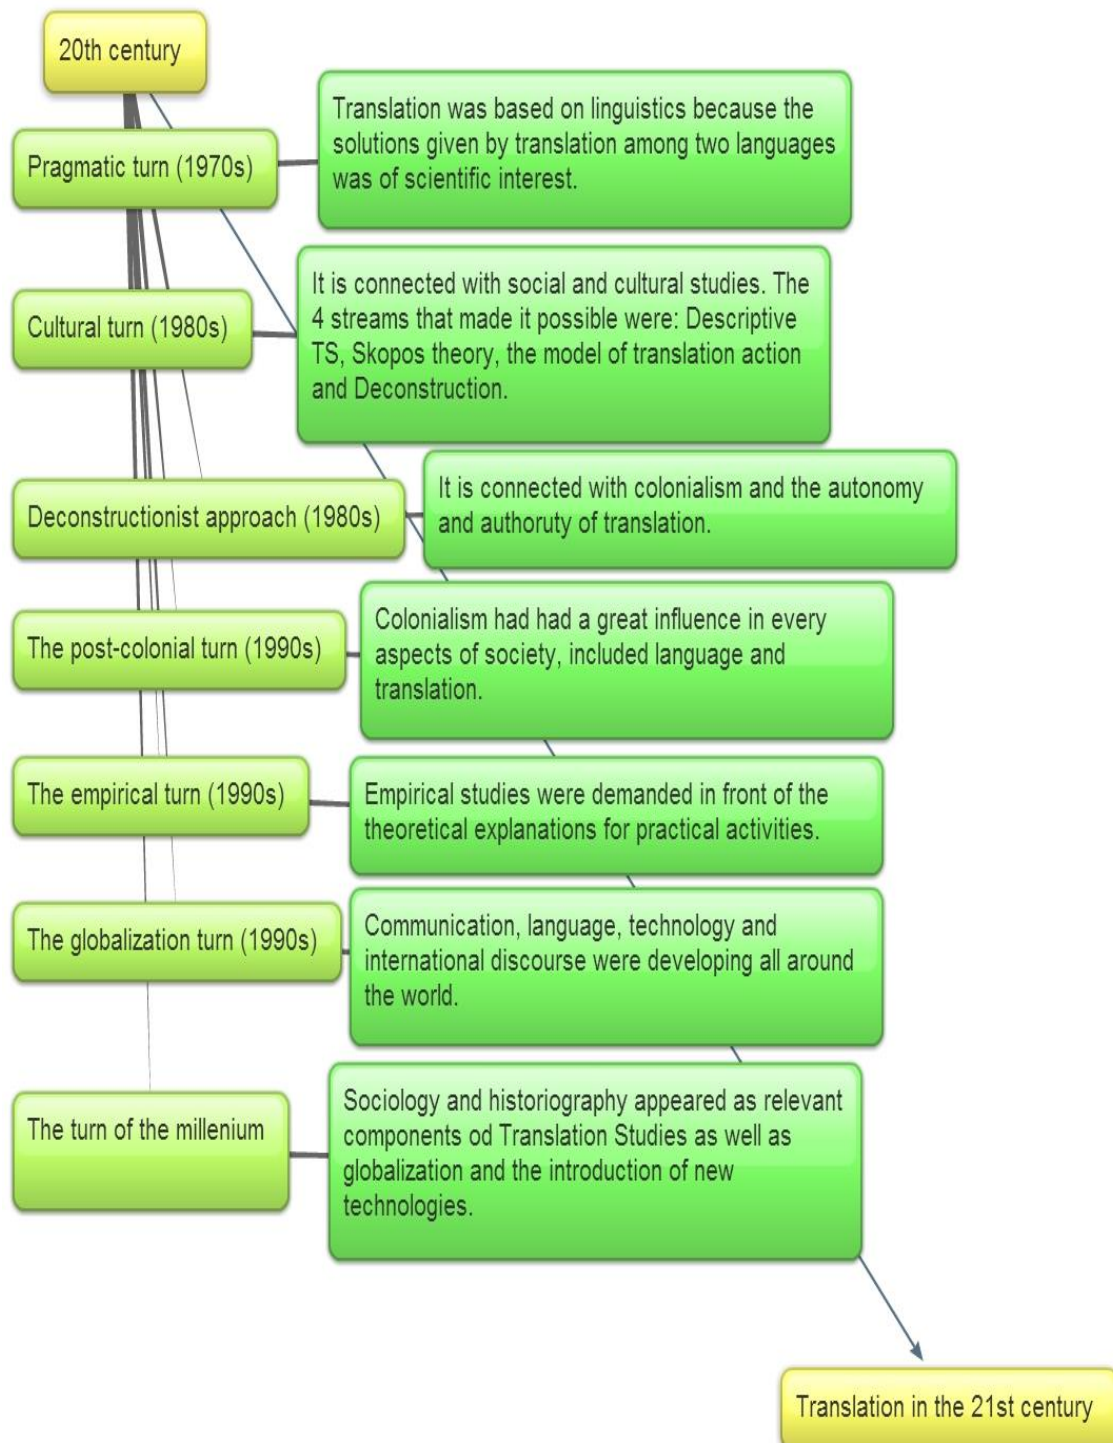 20th century
Pragmatic turn (1970s)
Translation was based on linguistics because the
solutions given by translation among two languages
was of scientific interest.
Cultural turn (1980s)
It is connected with social and cultural studies. The
4 streams that made it possible were: Descriptive
TS, Skopos theory, the model of translation action
and Deconstruction.
Deconstructionist approach (1980s)
It is connected with colonialism and the autonomy
and authoruty of translation.
The post-colonial turn (1990s)
Colonialism had had a great influence in every
aspects of society, included language and
translation.
The empirical turn (1990s)
Empirical studies were demanded in front of the
theoretical explanations for practical activities.
The globalization turn (1990s)
Communication, language, technology and
international discourse were developing all around
the world.
The turn of the millenium
Sociology and historiography appeared as relevant
components od Translation Studies as well as
globalization and the introduction of new
technologies.
Translation in the 21st century